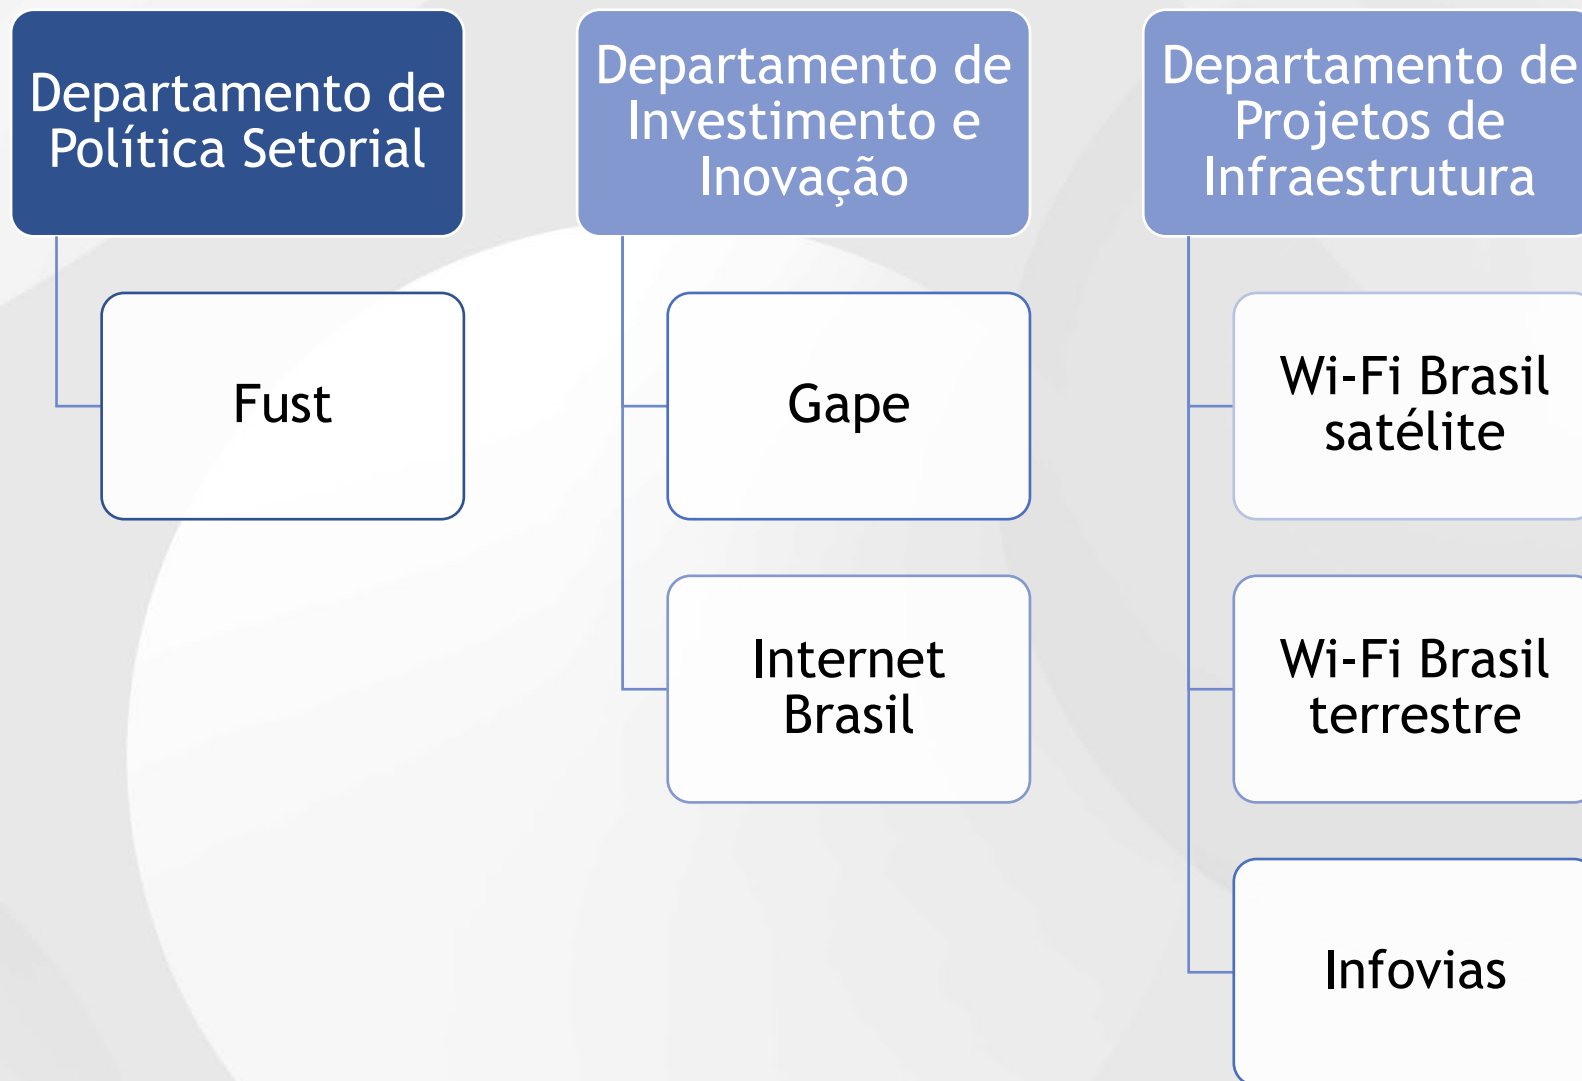 Departamento de
Política Setorial
Fust
Departamento de
Investimento e
Inovação
Gape
Internet
Brasil
Departamento de
Projetos de
Infraestrutura
Wi-Fi Brasil
satélite
Wi-Fi Brasil
terrestre
Infovias